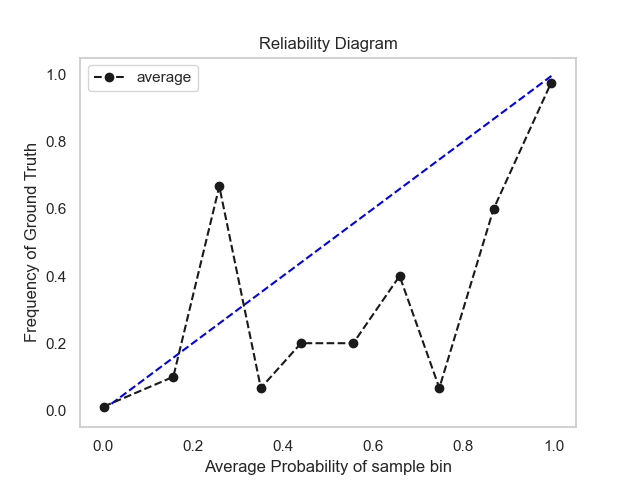 Reliability Diagram
average
Frequency of Ground Truth
1.0
0.8
0.6
0.4
0.2
0.0
0.0 0.2 0.4 0.6 0.8 1.0
Average Probability of sample bin